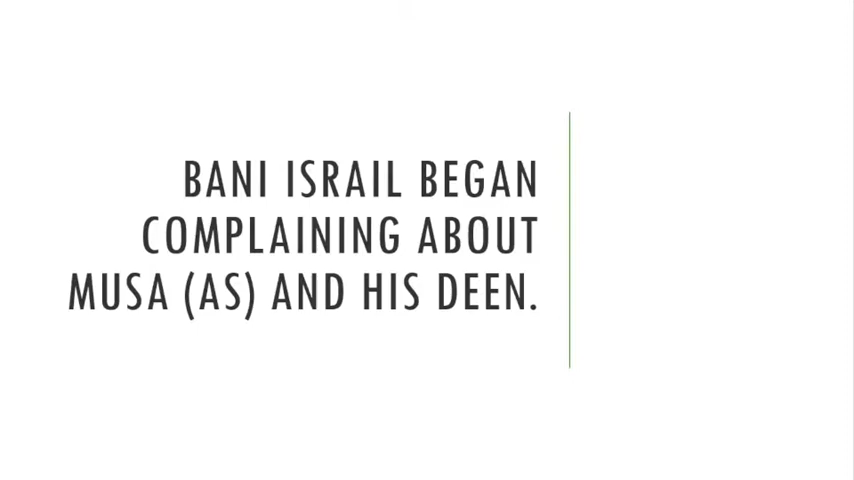 BANI ISRAIL BEGAN
COMPLAINING ABOUT
MUSA (AS) AND HIS DEEN.